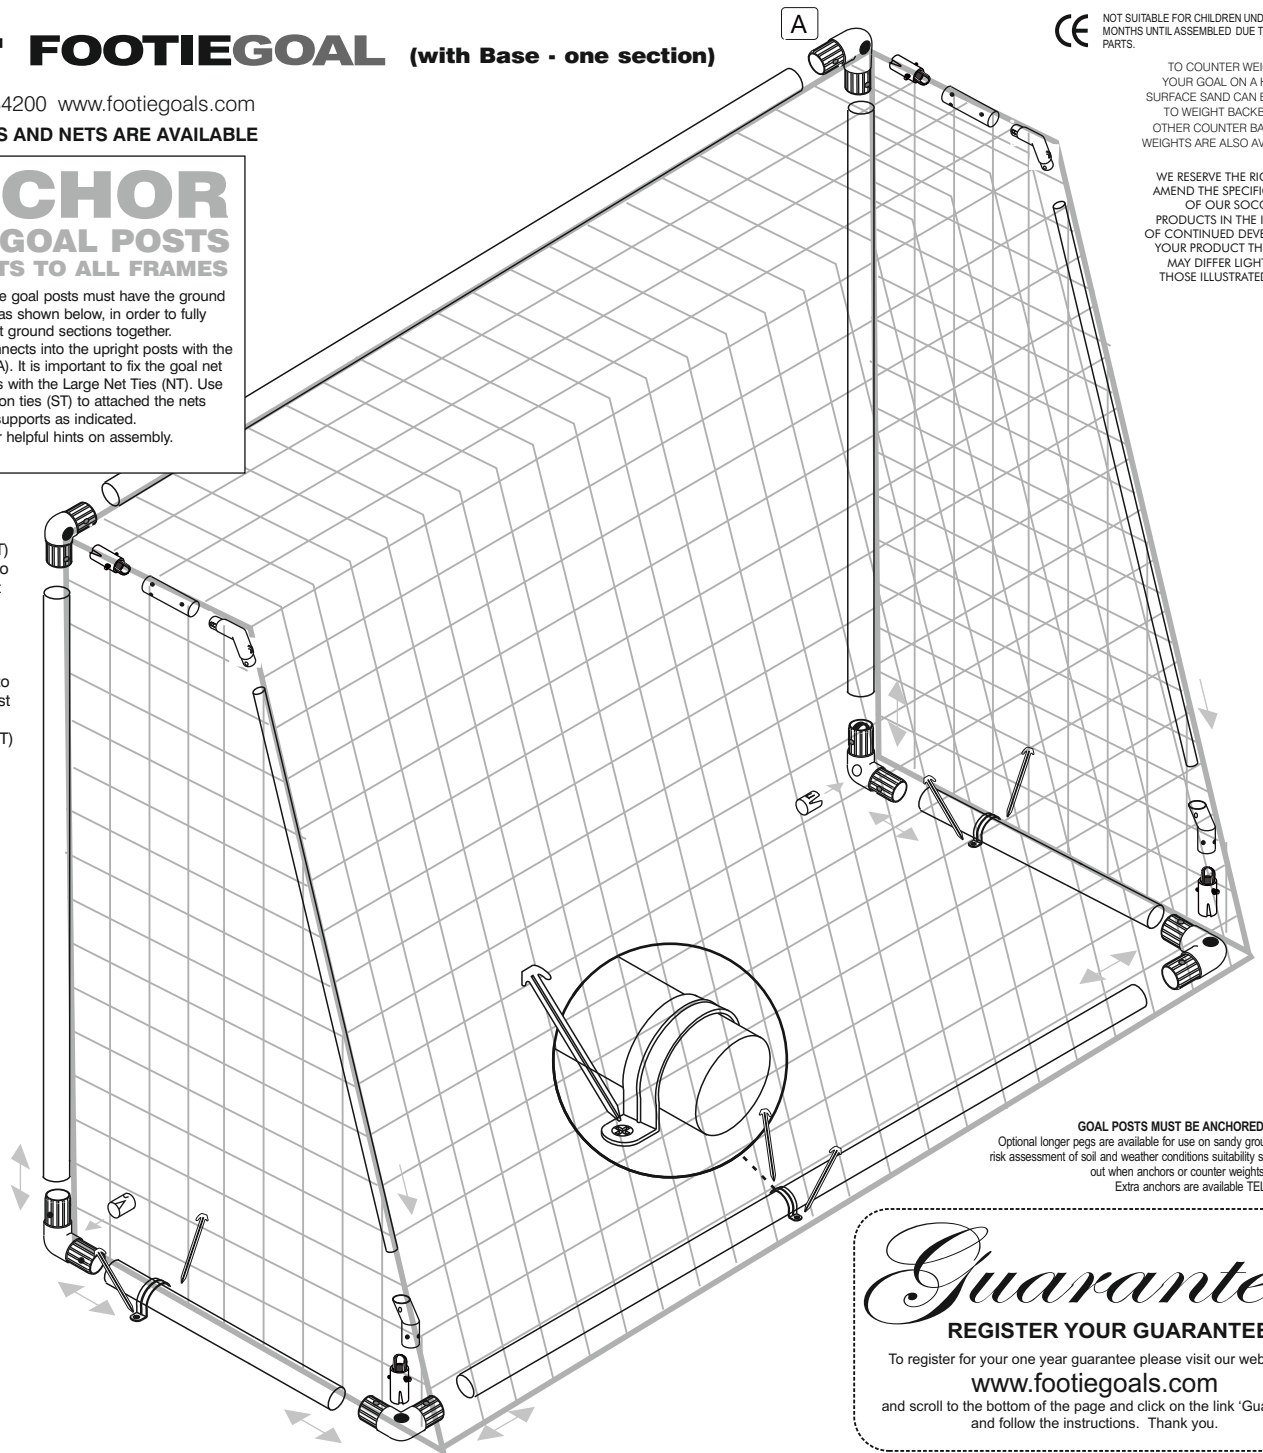 FOOTIEGOAL (with Base - one section)
4200 www.footiegoals.com
S AND NETS ARE AVAILABLE
CHOR
GOAL POSTS
TS TO ALL FRAMES
e goal posts must have the ground
as shown below, in order to fully
t ground sections together.
nnects into the upright posts with the
A). It is important to fix the goal net
s with the Large Net Ties (NT). Use
on ties (ST) to attached the nets
supports as indicated.
r helpful hints on assembly.
T)
o
to
st
T)
A
CE
NOT SUITABLE FOR CHILDREN UND
MONTHS UNTIL ASSEMBLED DUE T
PARTS.
TO COUNTER WEI
YOUR GOAL ON A H
SURFACE SAND CAN B
TO WEIGHT BACKB
OTHER COUNTER BA
WEIGHTS ARE ALSO AV
WE RESERVE THE RIG
AMEND THE SPECIFI
OF OUR SOCC
PRODUCTS IN THE I
OF CONTINUED DEVE
YOUR PRODUCT TH
MAY DIFFER LIGHT
THOSE ILLUSTRATED
GOAL POSTS MUST BE ANCHORED
Optional longer pegs are available for use on sandy grou
risk assessment of soil and weather conditions suitability s
out when anchors or counter weights
Extra anchors are available TEL
Guarante
REGISTER YOUR GUARANTEE
To register for your one year guarantee please visit our web
www.footiegoals.com
and scroll to the bottom of the page and click on the link ‘Gua
and follow the instructions. Thank you.